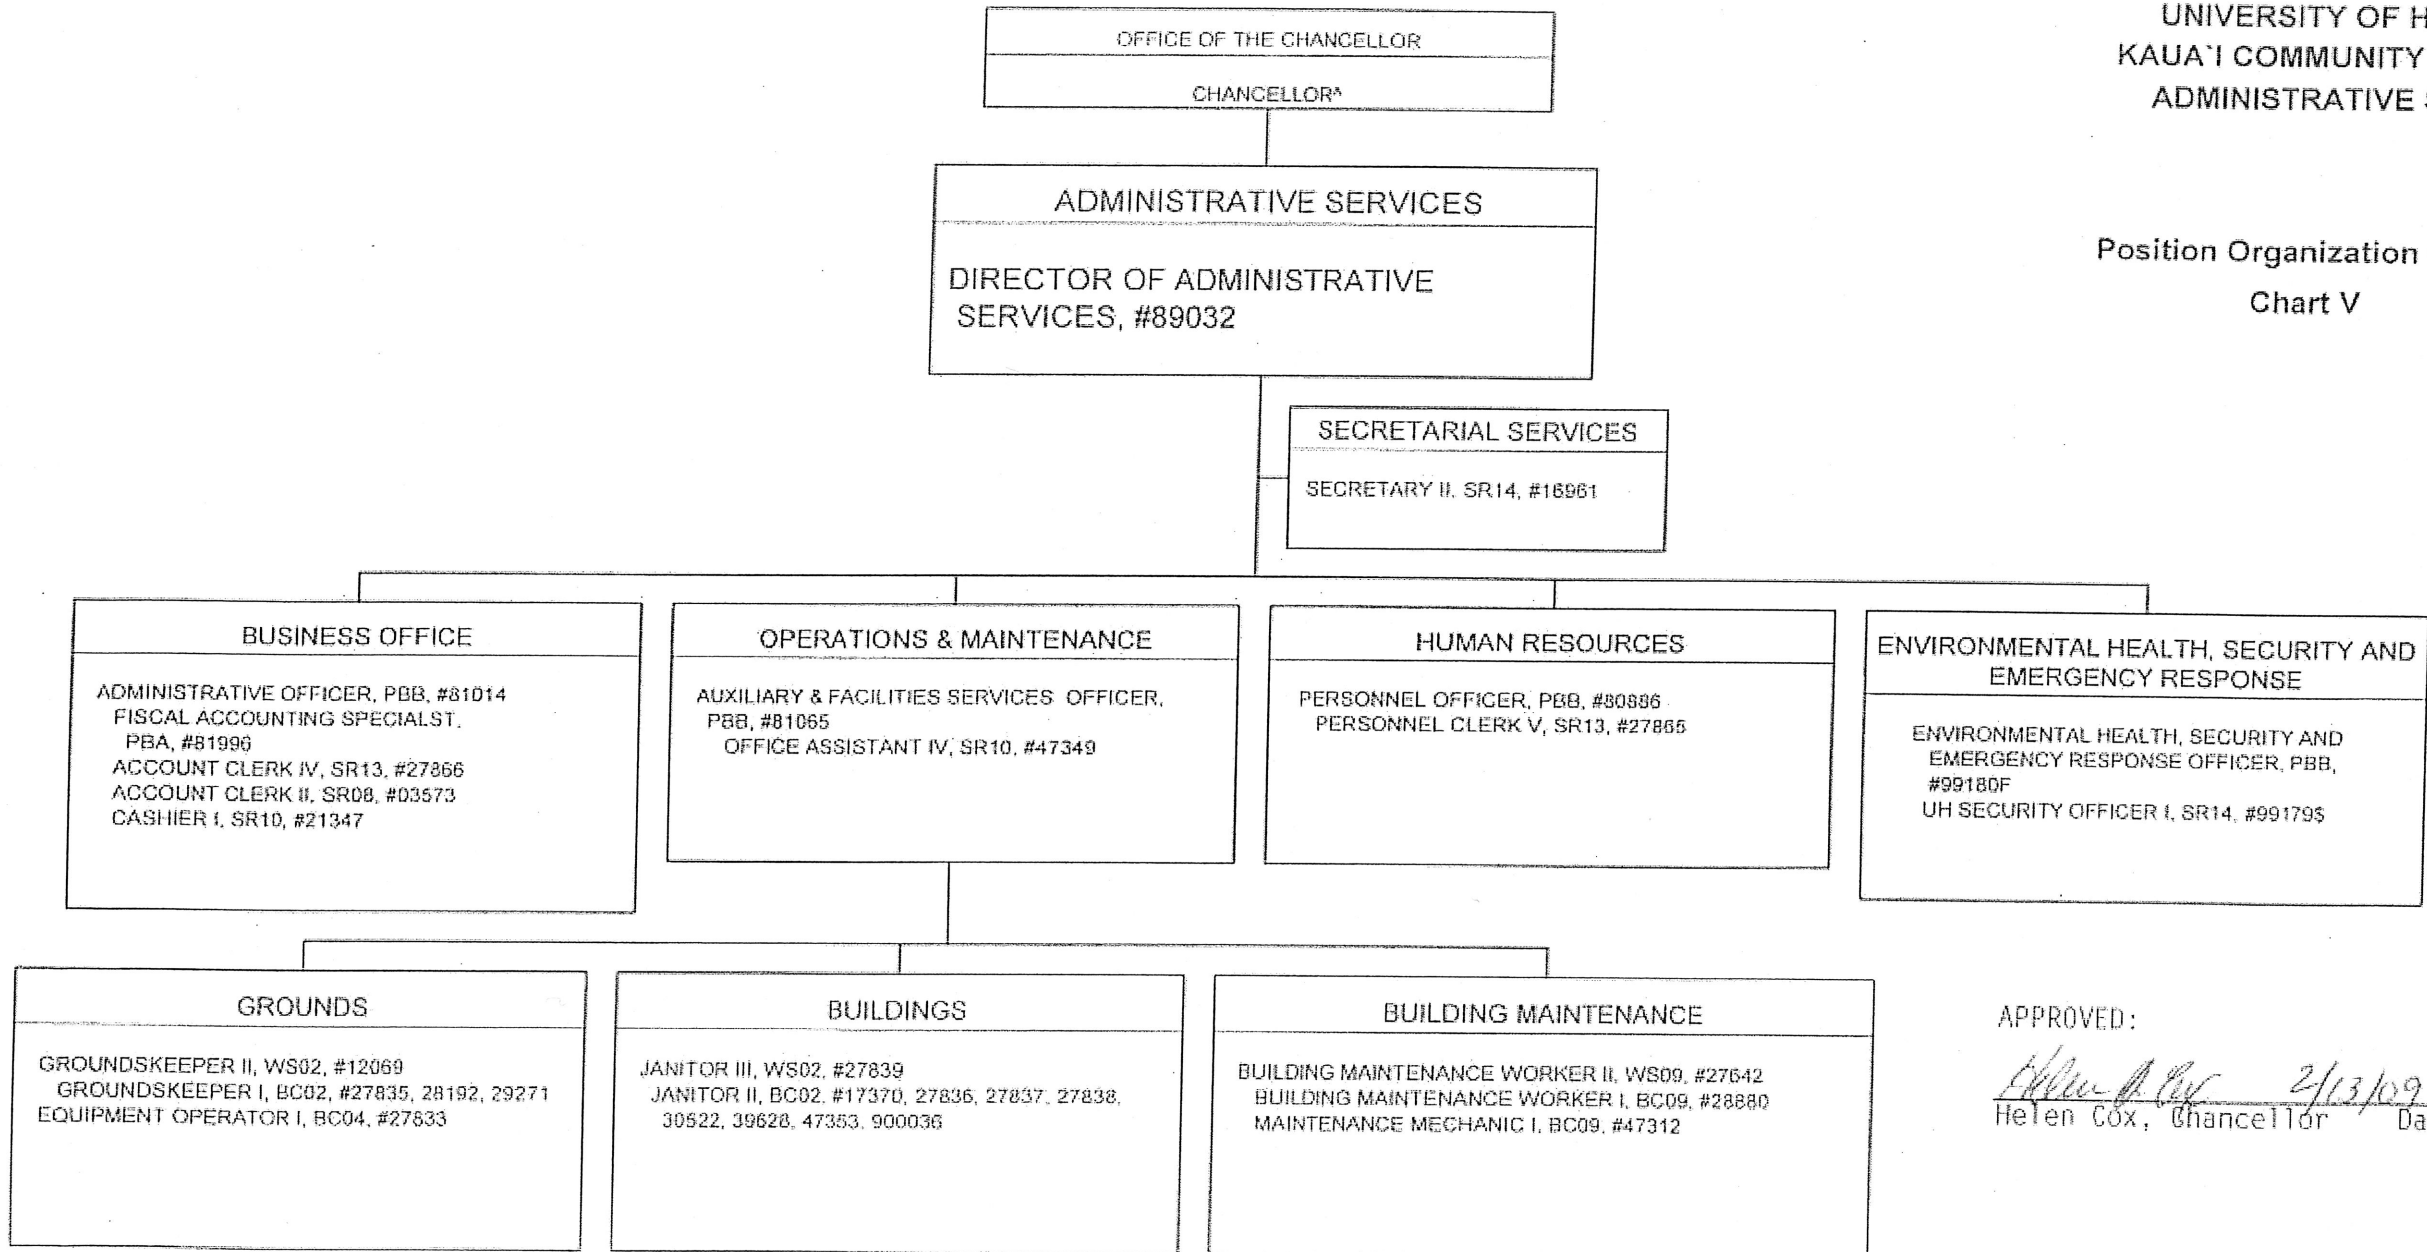 UNIVERSITY OF H
KAUA`I COMMUNITY
ADMINISTRATIVE
Position Organization
Chart V
OFFICE OF THE CHANCELLOR
CHANCELLOR^
ADMINISTRATIVE SERVICES
DIRECTOR OF ADMINISTRATIVE
SERVICES, #89032
SECRETARIAL SERVICES
SECRETARY II, SR14, #16961
BUSINESS OFFICE
ADMINISTRATIVE OFFICER, PBB, #81014
FISCAL ACCOUNTING SPECIALST,
PBA, #81996
ACCOUNT CLERK IV, SR13, #27866
ACCOUNT CLERK II, SR08, #03573
CASHIER I, SR10, #21347
OPERATIONS & MAINTENANCE
AUXILIARY & FACILITIES SERVICES OFFICER,
PBB, #81065
OFFICE ASSISTANT IV, SR10, #47349
HUMAN RESOURCES
PERSONNEL OFFICER, PBB, #80886
PERSONNEL CLERK V, SR13, #27865
ENVIRONMENTAL HEALTH, SECURITY AND
EMERGENCY RESPONSE
ENVIRONMENTAL HEALTH, SECURITY AND
EMERGENCY RESPONSE OFFICER, PBB,
#99180F
UH SECURITY OFFICER I, SR14, #99179$
GROUNDS
GROUNDSKEEPER II, WS02, #12069
GROUNDSKEEPER I, BC02, #27835, 28192, 29271
EQUIPMENT OPERATOR I, BC04, #27833
BUILDINGS
JANITOR III, WS02, #27839
JANITOR II, BC02, #17370, 27836, 27837, 27838,
30522, 39628, 47353, 900036
BUILDING MAINTENANCE
BUILDING MAINTENANCE WORKER II, WS09, #27642
BUILDING MAINTENANCE WORKER I, BC09, #28880
MAINTENANCE MECHANIC I, BC09, #47312
APPROVED:
Helen A. Cox 2/13/09
Helen Cox, Chancellor Da